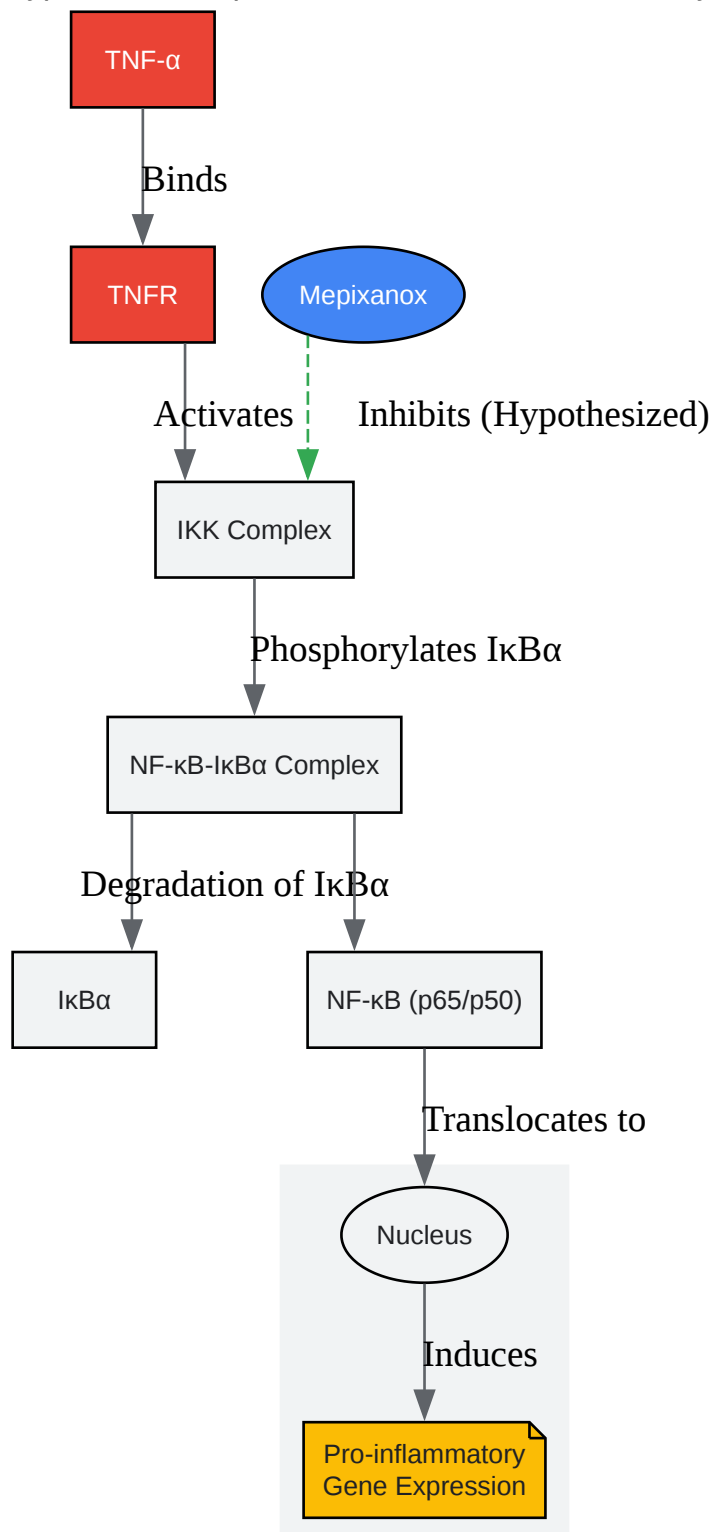 TNF-α
Binds
TNFR
Mepixanox
Activates
Inhibits (Hypothesized)
IKK Complex
Phosphorylates IκBα
NF-κB-IκBα Complex
Degradation of IκBα
IκBα
NF-κB (p65/p50)
Translocates to
Nucleus
Induces
Pro-inflammatory
Gene Expression